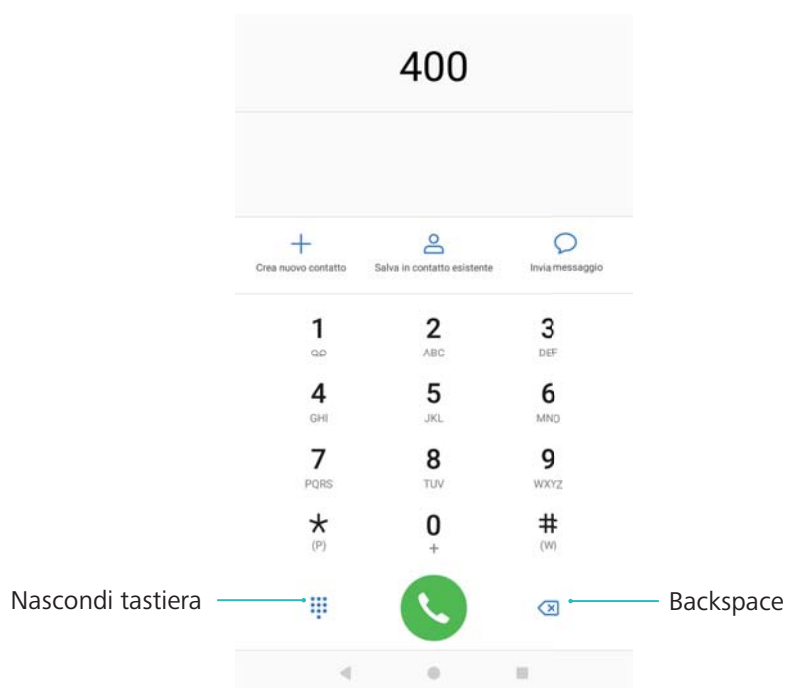 400
Crea nuovo contatto Salva in contatto esistente Invia messaggio
1 2 3
ABC DEF
4 5 6
GHI JKL MNO
7 8 9
PQRS TUV WXYZ
* 0 #
(P) + (W)
Nascondi tastiera Backspace